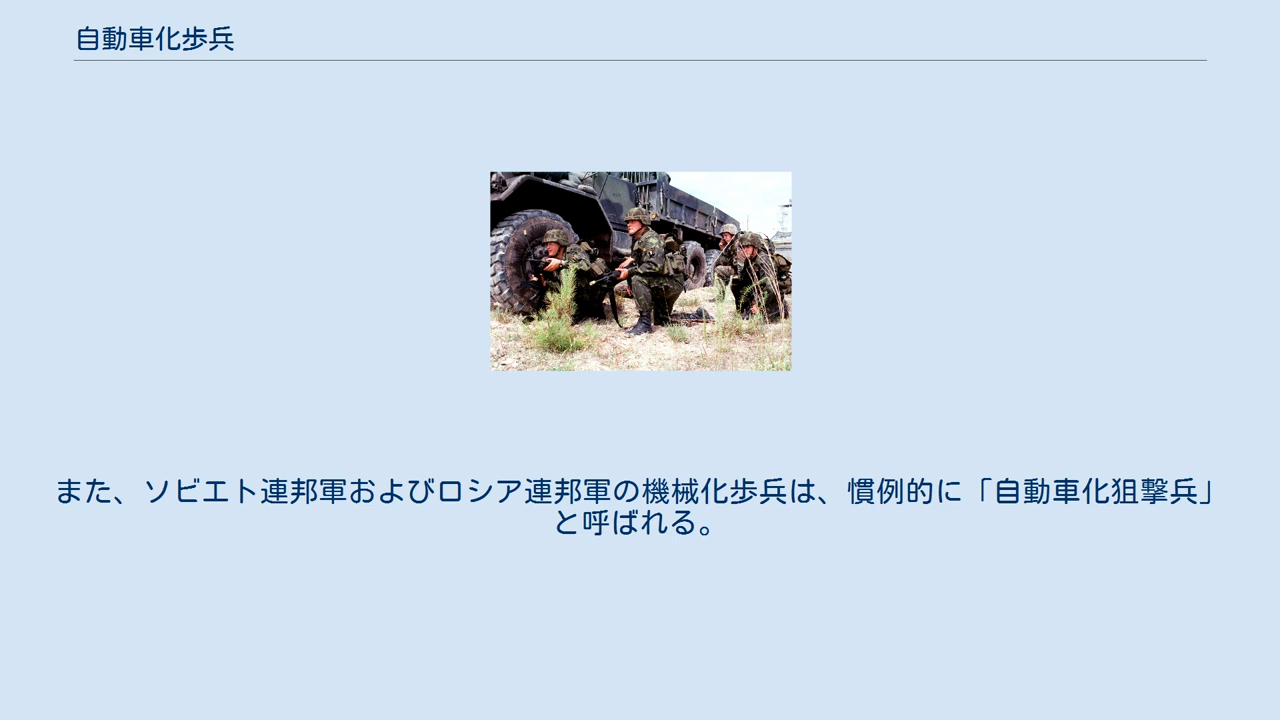 自動車化歩兵
また、ソビエト連邦軍およびロシア連邦軍の機械化歩兵は、慣例的に「自動車化狙撃兵」
と呼ばれる。